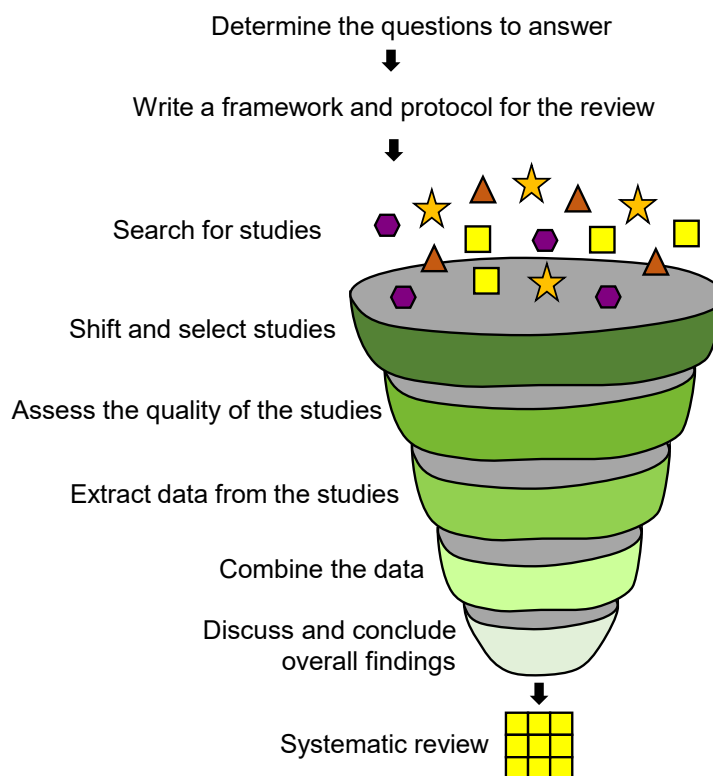 Determine the questions to answer
Write a framework and protocol for the review
Search for studies
Shift and select studies
Assess the quality of the studies
Extract data from the studies
Combine the data
Discuss and conclude
overall findings
Systematic review